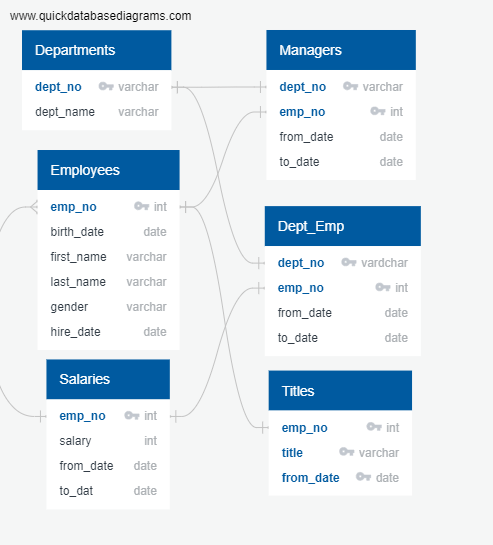 www.quickdatabasediagrams.com
Departments
dept_no varchar
dept_name varchar
Managers
dept_no varchar
emp_no int
from_date date
to_date date
Employees
emp_no int
birth_date date
first_name varchar
last_name varchar
gender varchar
hire_date date
Dept_Emp
dept_no vardchar
emp_no int
from_date date
to_date date
Salaries
emp_no int
salary int
from_date date
to_dat date
Titles
emp_no int
title varchar
from_date date